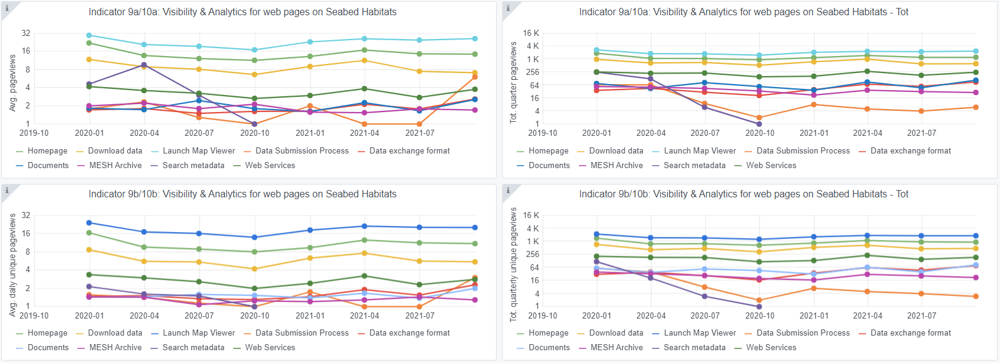 i
Indicator 9a/10a: Visibility & Analytics for web pages on Seabed Habitats
Avg. pageviews
32
16
8
4
2
1
2019-10 2020-01 2020-04 2020-07 2020-10 2021-01 2021-04 2021-07
Homepage Download data Launch Map Viewer Data Submission Process Data exchange format
Documents MESH Archive Search metadata Web Services
i
Indicator 9a/10a: Visibility & Analytics for web pages on Seabed Habitats - Tot
Tot. quarter pageviews
16 K
4 K
1 K
256
64
16
4
1
2019-10 2020-01 2020-04 2020-07 2020-10 2021-01 2021-04 2021-07
Homepage Download data Launch Map Viewer Data Submission Process Data exchange format
Documents MESH Archive Search metadata Web Services
i
Indicator 9b/10b: Visibility & Analytics for web pages on Seabed Habitats
Avg. daily unique pageviews
32
16
8
4
2
1
2019-10 2020-01 2020-04 2020-07 2020-10 2021-01 2021-04 2021-07
Homepage Download data Launch Map Viewer Data Submission Process Data exchange format
Documents MESH Archive Search metadata Web Services
i
Indicator 9b/10b: Visibility & Analytics for web pages on Seabed Habitats - Tot
Tot. quarterly unique pageviews
16 K
4 K
1 K
256
64
16
4
1
2019-10 2020-01 2020-04 2020-07 2020-10 2021-01 2021-04 2021-07
Homepage Download data Launch Map Viewer Data Submission Process Data exchange format
Documents MESH Archive Search metadata Web Services